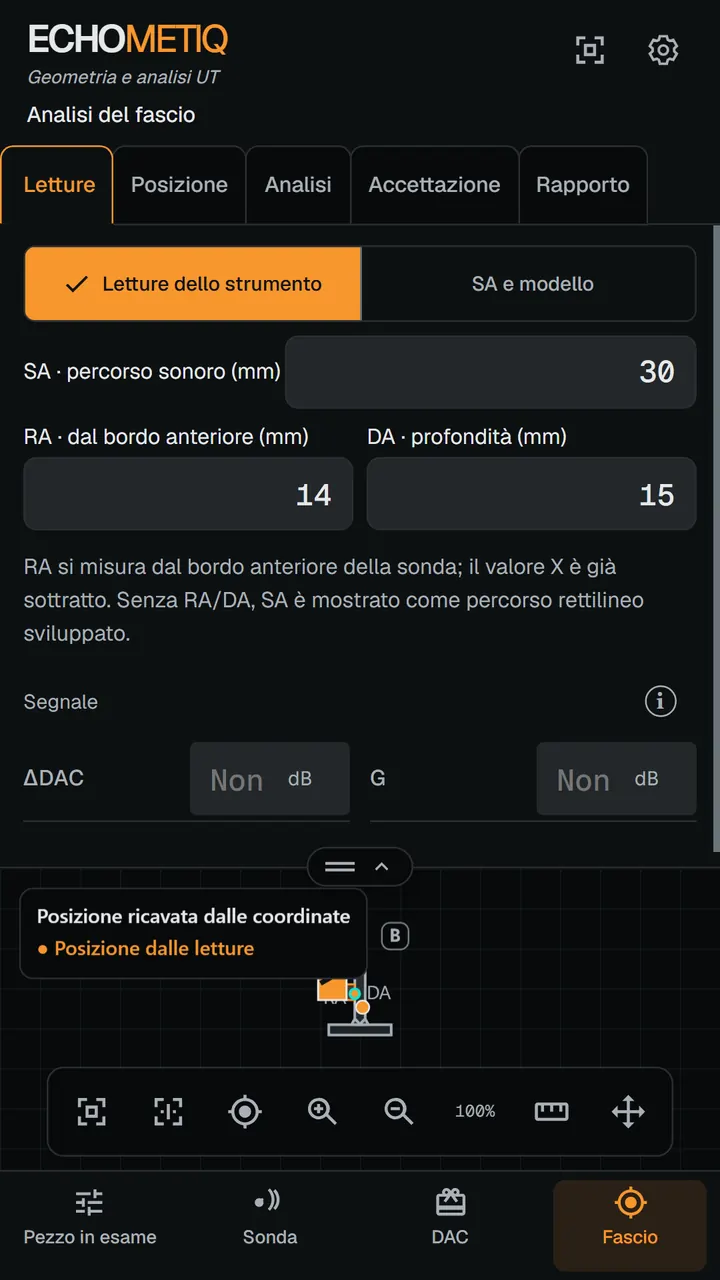 ECHOMETIQ
Geometria e analisi UT
Analisi del fascio
Letture
Posizione
Analisi
Accettazione
Rapporto
Letture dello strumento
SA e modello
SA · percorso sonoro (mm)
30
RA · dal bordo anteriore (mm)
DA · profondità (mm)
14
15
RA si misura dal bordo anteriore della sonda; il valore X è già
sottratto. Senza RA/DA, SA è mostrato come percorso rettilineo
sviluppato.
Segnale
ΔDAC
Non
dB
G
Non
dB
Posizione ricavata dalle coordinate
• Posizione dalle letture
B
DA
100%
Pezzo in esame
Sonda
DAC
Fascio